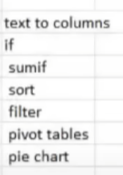 text to columns
if
sumif
sort
filter
pivot tables
pie chart